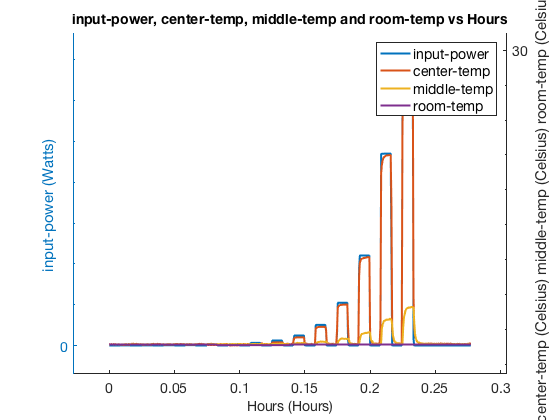 input-power, center-temp, middle-temp and room-temp vs Hours
input-power (Watts)
0
input-power
center-temp
middle-temp
room-temp
30
center-temp (Celsius) middle-temp (Celsius) room-temp (Celsiu
0 0.05 0.1 0.15 0.2 0.25 0.3
Hours (Hours)